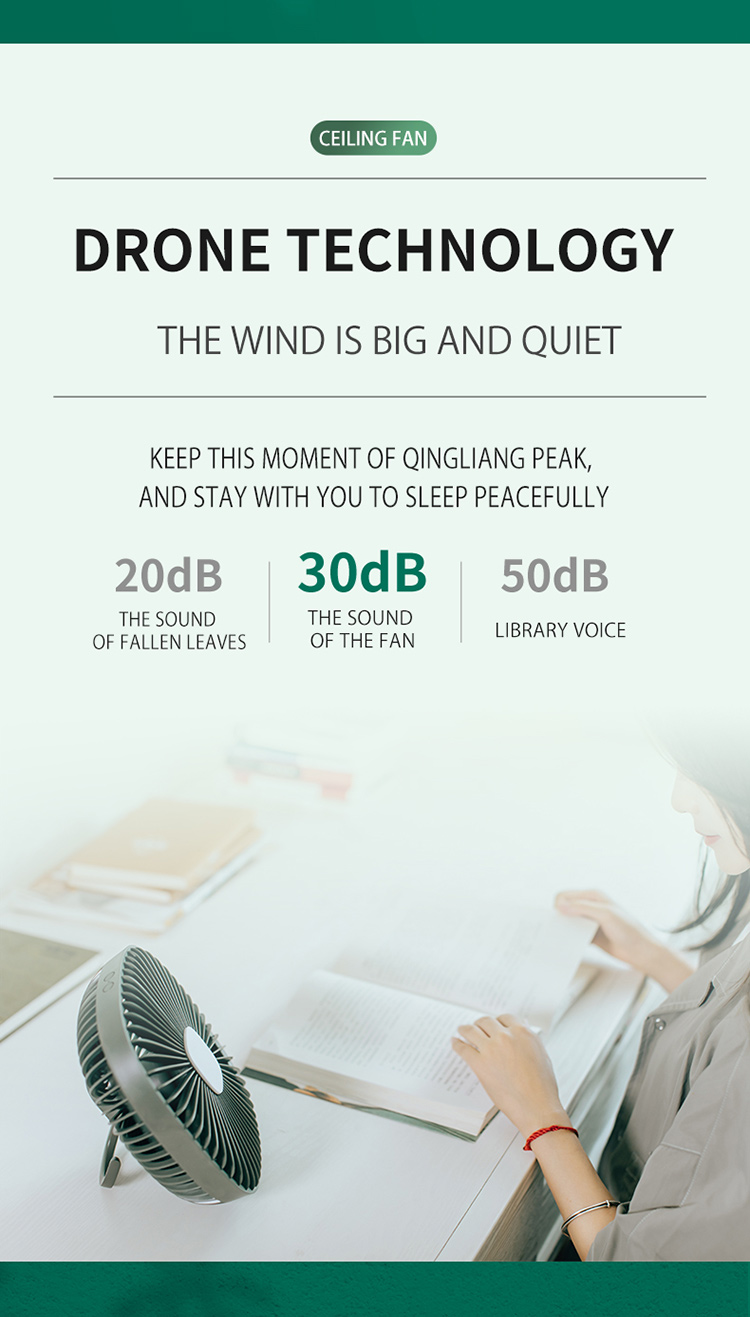 CEILING FAN
DRONE TECHNOLOGY
THE WIND IS BIG AND QUIET
KEEP THIS MOMENT OF QINGLIANG PEAK,
AND STAY WITH YOU TO SLEEP PEACEFULLY
20dB
THE SOUND
OF FALLEN LEAVES
30dB
THE SOUND
OF THE FAN
50dB
LIBRARY VOICE